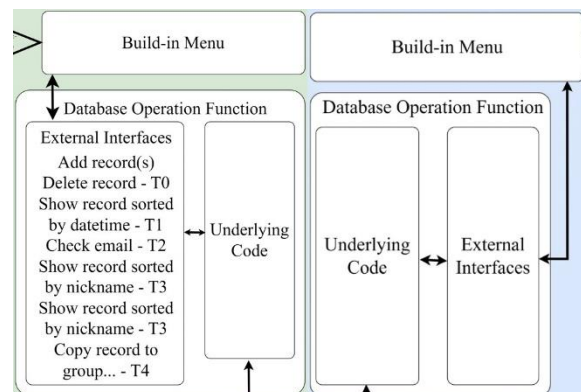 Build-in Menu
Database Operation Function
External Interfaces
Add record(s)
Delete record - T0
Show record sorted
by datetime - T1
Check email - T2
Show record sorted
by nickname - T3
Show record sorted
by nickname - T3
Copy record to
group... - T4
Underlying
Code
Build-in Menu
Database Operation Function
Underlying
Code
External
Interfaces